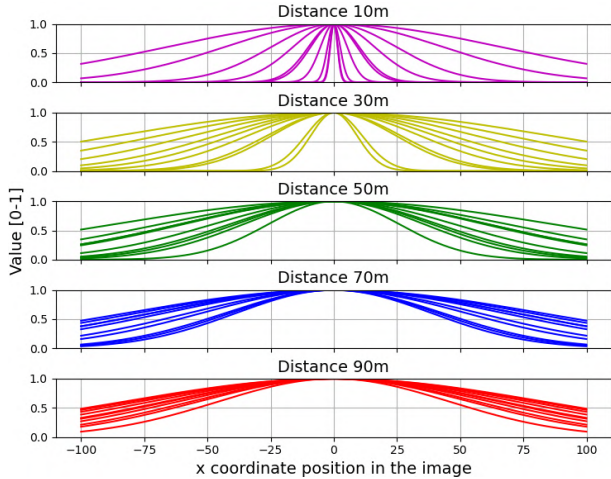 Distance 10m
1.0
0.5
0.0
Distance 30m
1.0
0.5
0.0
Distance 50m
1.0
0.5
0.0
Distance 70m
1.0
0.5
0.0
Distance 90m
1.0
0.5
0.0
Value [0-1]
−100 −75 −50 −25 0 25 50 75 100
x coordinate position in the image